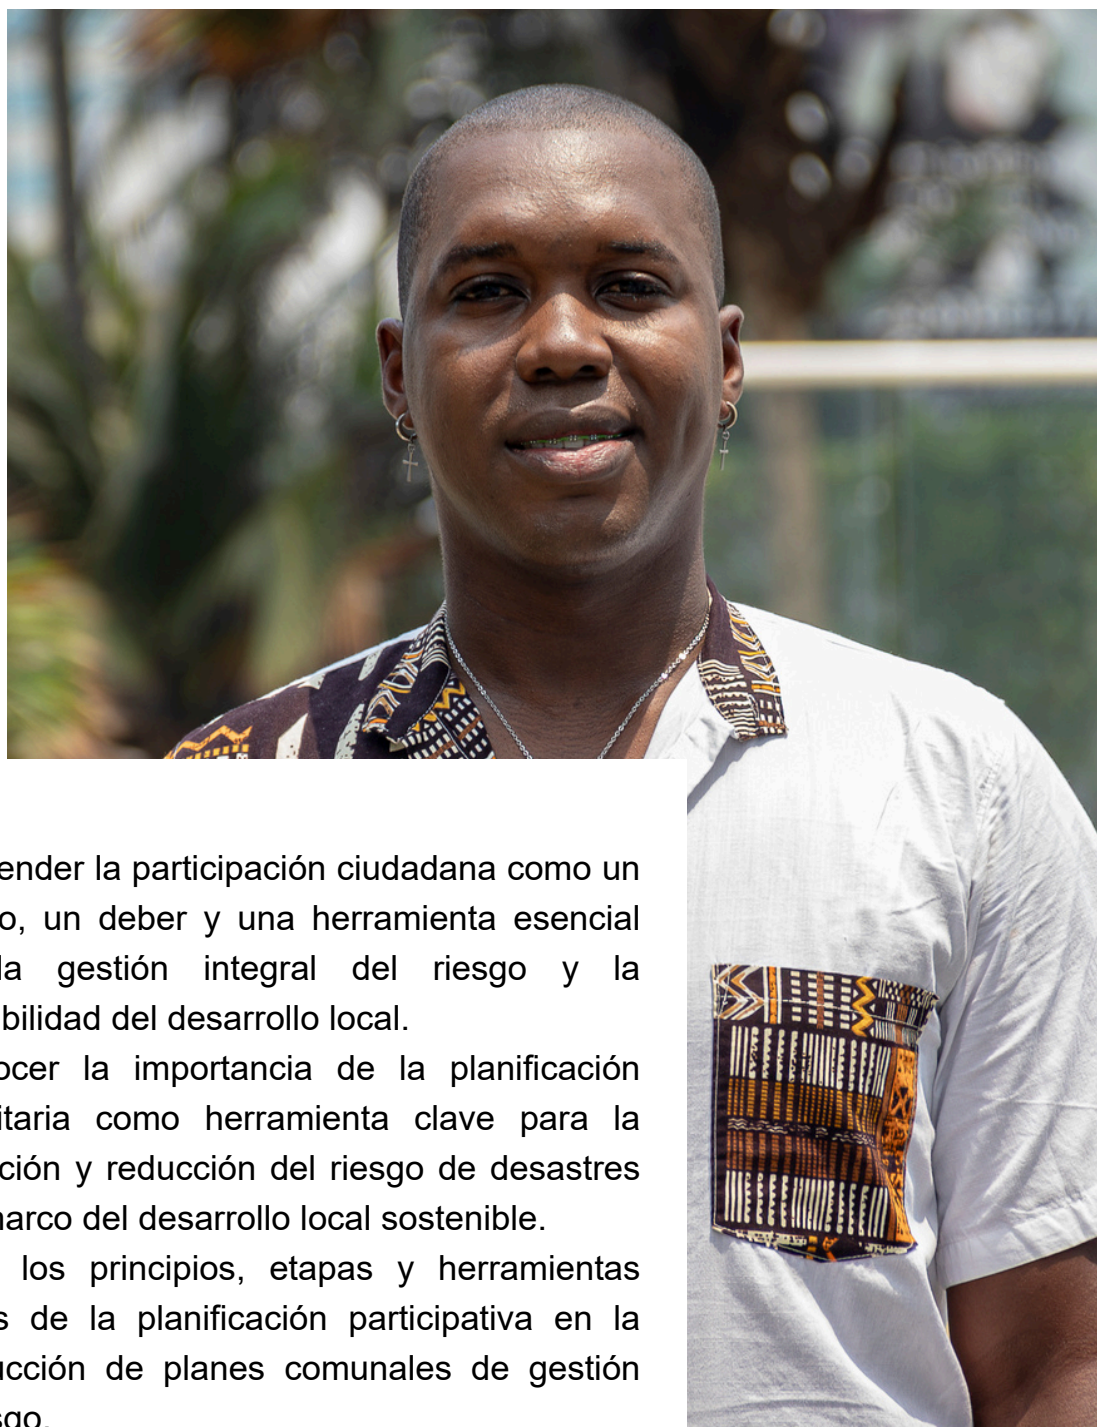 ender la participación ciudadana como un
o, un deber y una herramienta esencial
la gestión integral del riesgo y la
bilidad del desarrollo local.
ocer la importancia de la planificación
itaria como herramienta clave para la
ción y reducción del riesgo de desastres
narco del desarrollo local sostenible.
los principios, etapas y herramientas
s de la planificación participativa en la
ucción de planes comunales de gestión
sgo.